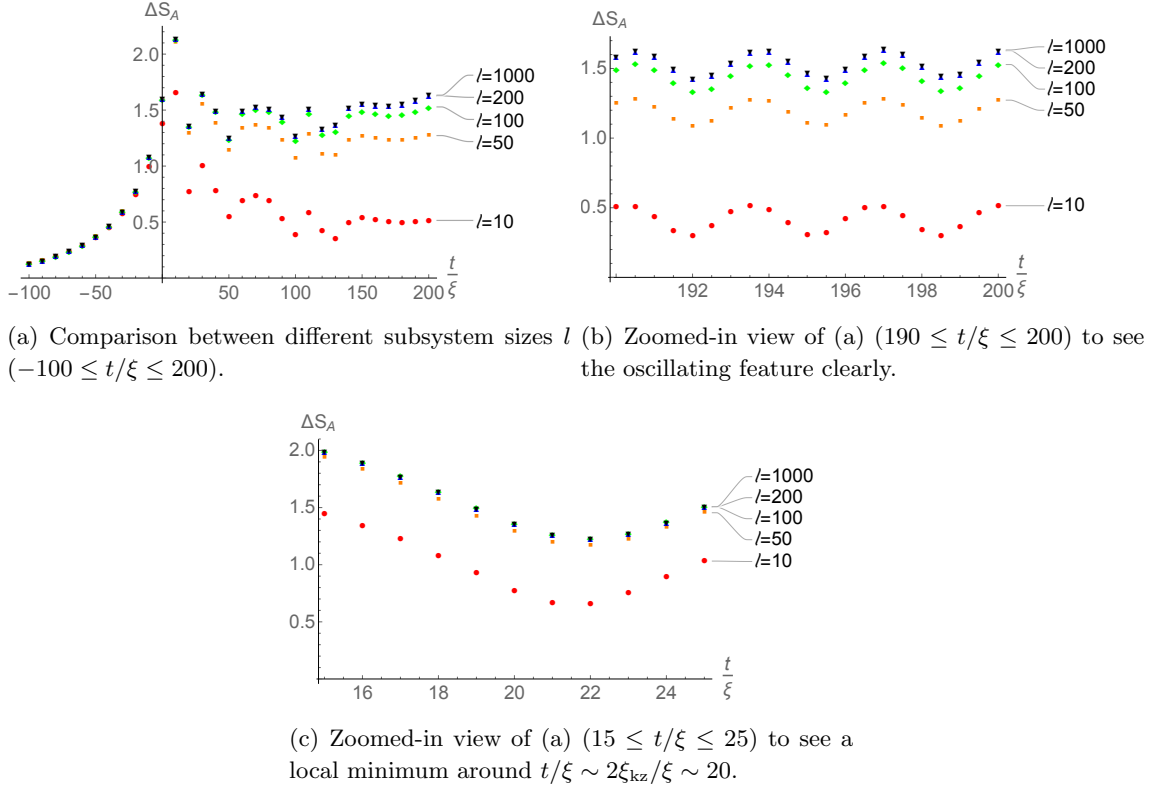 ΔS_A
2.0
1.5
1.0
0.5
−100
−50
50
100
150
200
t/ξ
l=1000
l=200
l=100
l=50
l=10
ΔS_A
1.5
1.0
0.5
192
194
196
198
200
t/ξ
l=1000
l=200
l=100
l=50
l=10
(a) Comparison between different subsystem sizes l
(−100 ≤ t/ξ ≤ 200).
(b) Zoomed-in view of (a) (190 ≤ t/ξ ≤ 200) to see
the oscillating feature clearly.
ΔS_A
2.0
1.5
1.0
0.5
16
18
20
22
24
t/ξ
l=1000
l=200
l=100
l=50
l=10
(c) Zoomed-in view of (a) (15 ≤ t/ξ ≤ 25) to see a
local minimum around t/ξ ∼ 2ξ_kz/ξ ∼ 20.